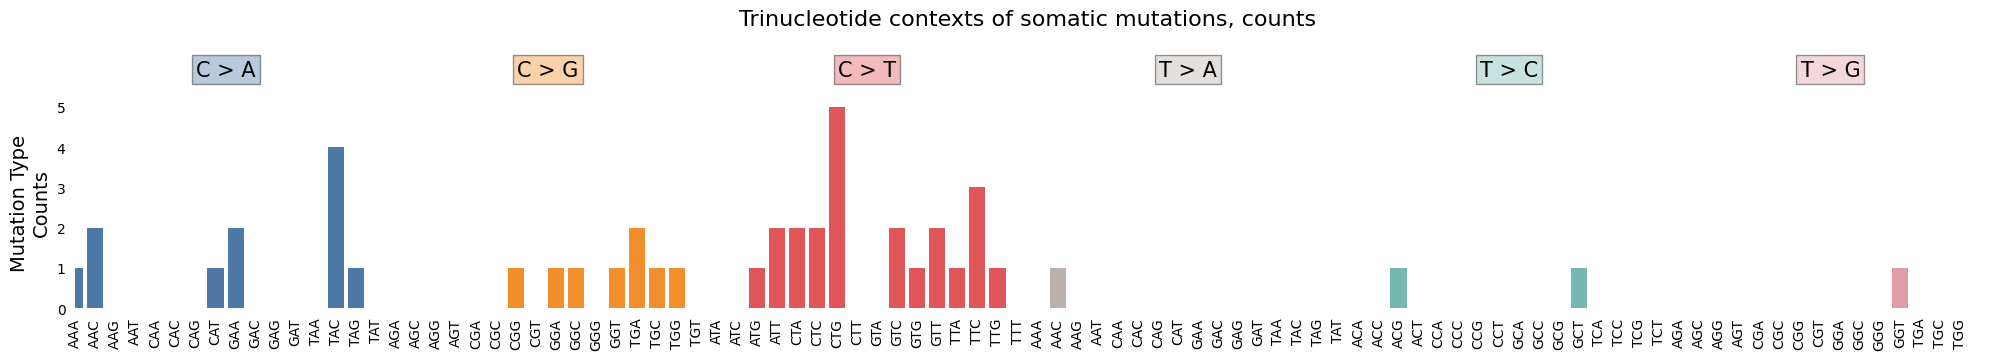 Trinucleotide contexts of somatic mutations, counts
C > A C > G C > T T > A T > C T > G
Mutation Type
Counts
5
4
3
2
1
0
AAA AAC AAG AAT CAA CAC CAG CAT GAA GAC GAG GAT TAA TAC TAG TAT AGA AGC AGG AGT CGA CGC CGG CGT GGA GGC GGG GGT TGA TGC TGG TGT ATA ATC ATG ATT CTA CTC CTG CTT GTA GTC GTG GTT TTA TTC TTG TTT AAA AAC AAG AAT CAA CAC CAG CAT GAA GAC GAG GAT TAA TAC TAG TAT ACA ACC ACG ACT CCA CCC CCG CCT GCA GCC GCG GCT TCA TCC TCG TCT AGA AGC AGG AGT CGA CGC CGG CGT GGA GGC GGG GGT TGA TGC TGG